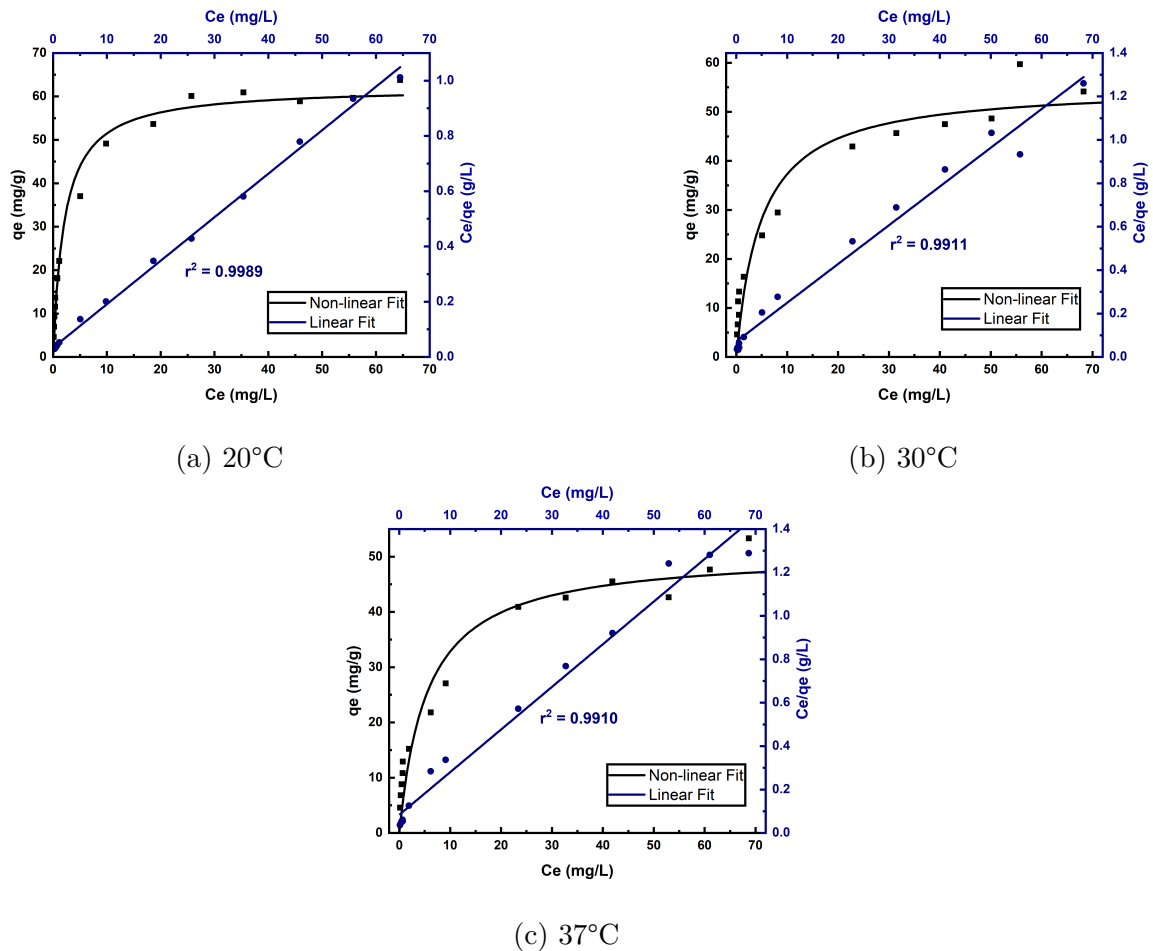 Ce (mg/L)
0 10 20 30 40 50 60 70
70
60
50
40
30
20
10
0
qe (mg/g)
1.0
0.8
0.6
0.4
0.2
0.0
Ce/qe (g/L)
r² = 0.9989
Non-linear Fit
Linear Fit
0 10 20 30 40 50 60 70
Ce (mg/L)
(a) 20°C
Ce (mg/L)
0 10 20 30 40 50 60 70
60
50
40
30
20
10
0
qe (mg/g)
1.4
1.2
1.0
0.8
0.6
0.4
0.2
0.0
Ce/qe (g/L)
r² = 0.9911
Non-linear Fit
Linear Fit
0 10 20 30 40 50 60 70
Ce (mg/L)
(b) 30°C
Ce (mg/L)
0 10 20 30 40 50 60 70
50
40
30
20
10
0
qe (mg/g)
1.4
1.2
1.0
0.8
0.6
0.4
0.2
0.0
Ce/qe (g/L)
r² = 0.9910
Non-linear Fit
Linear Fit
0 10 20 30 40 50 60 70
Ce (mg/L)
(c) 37°C